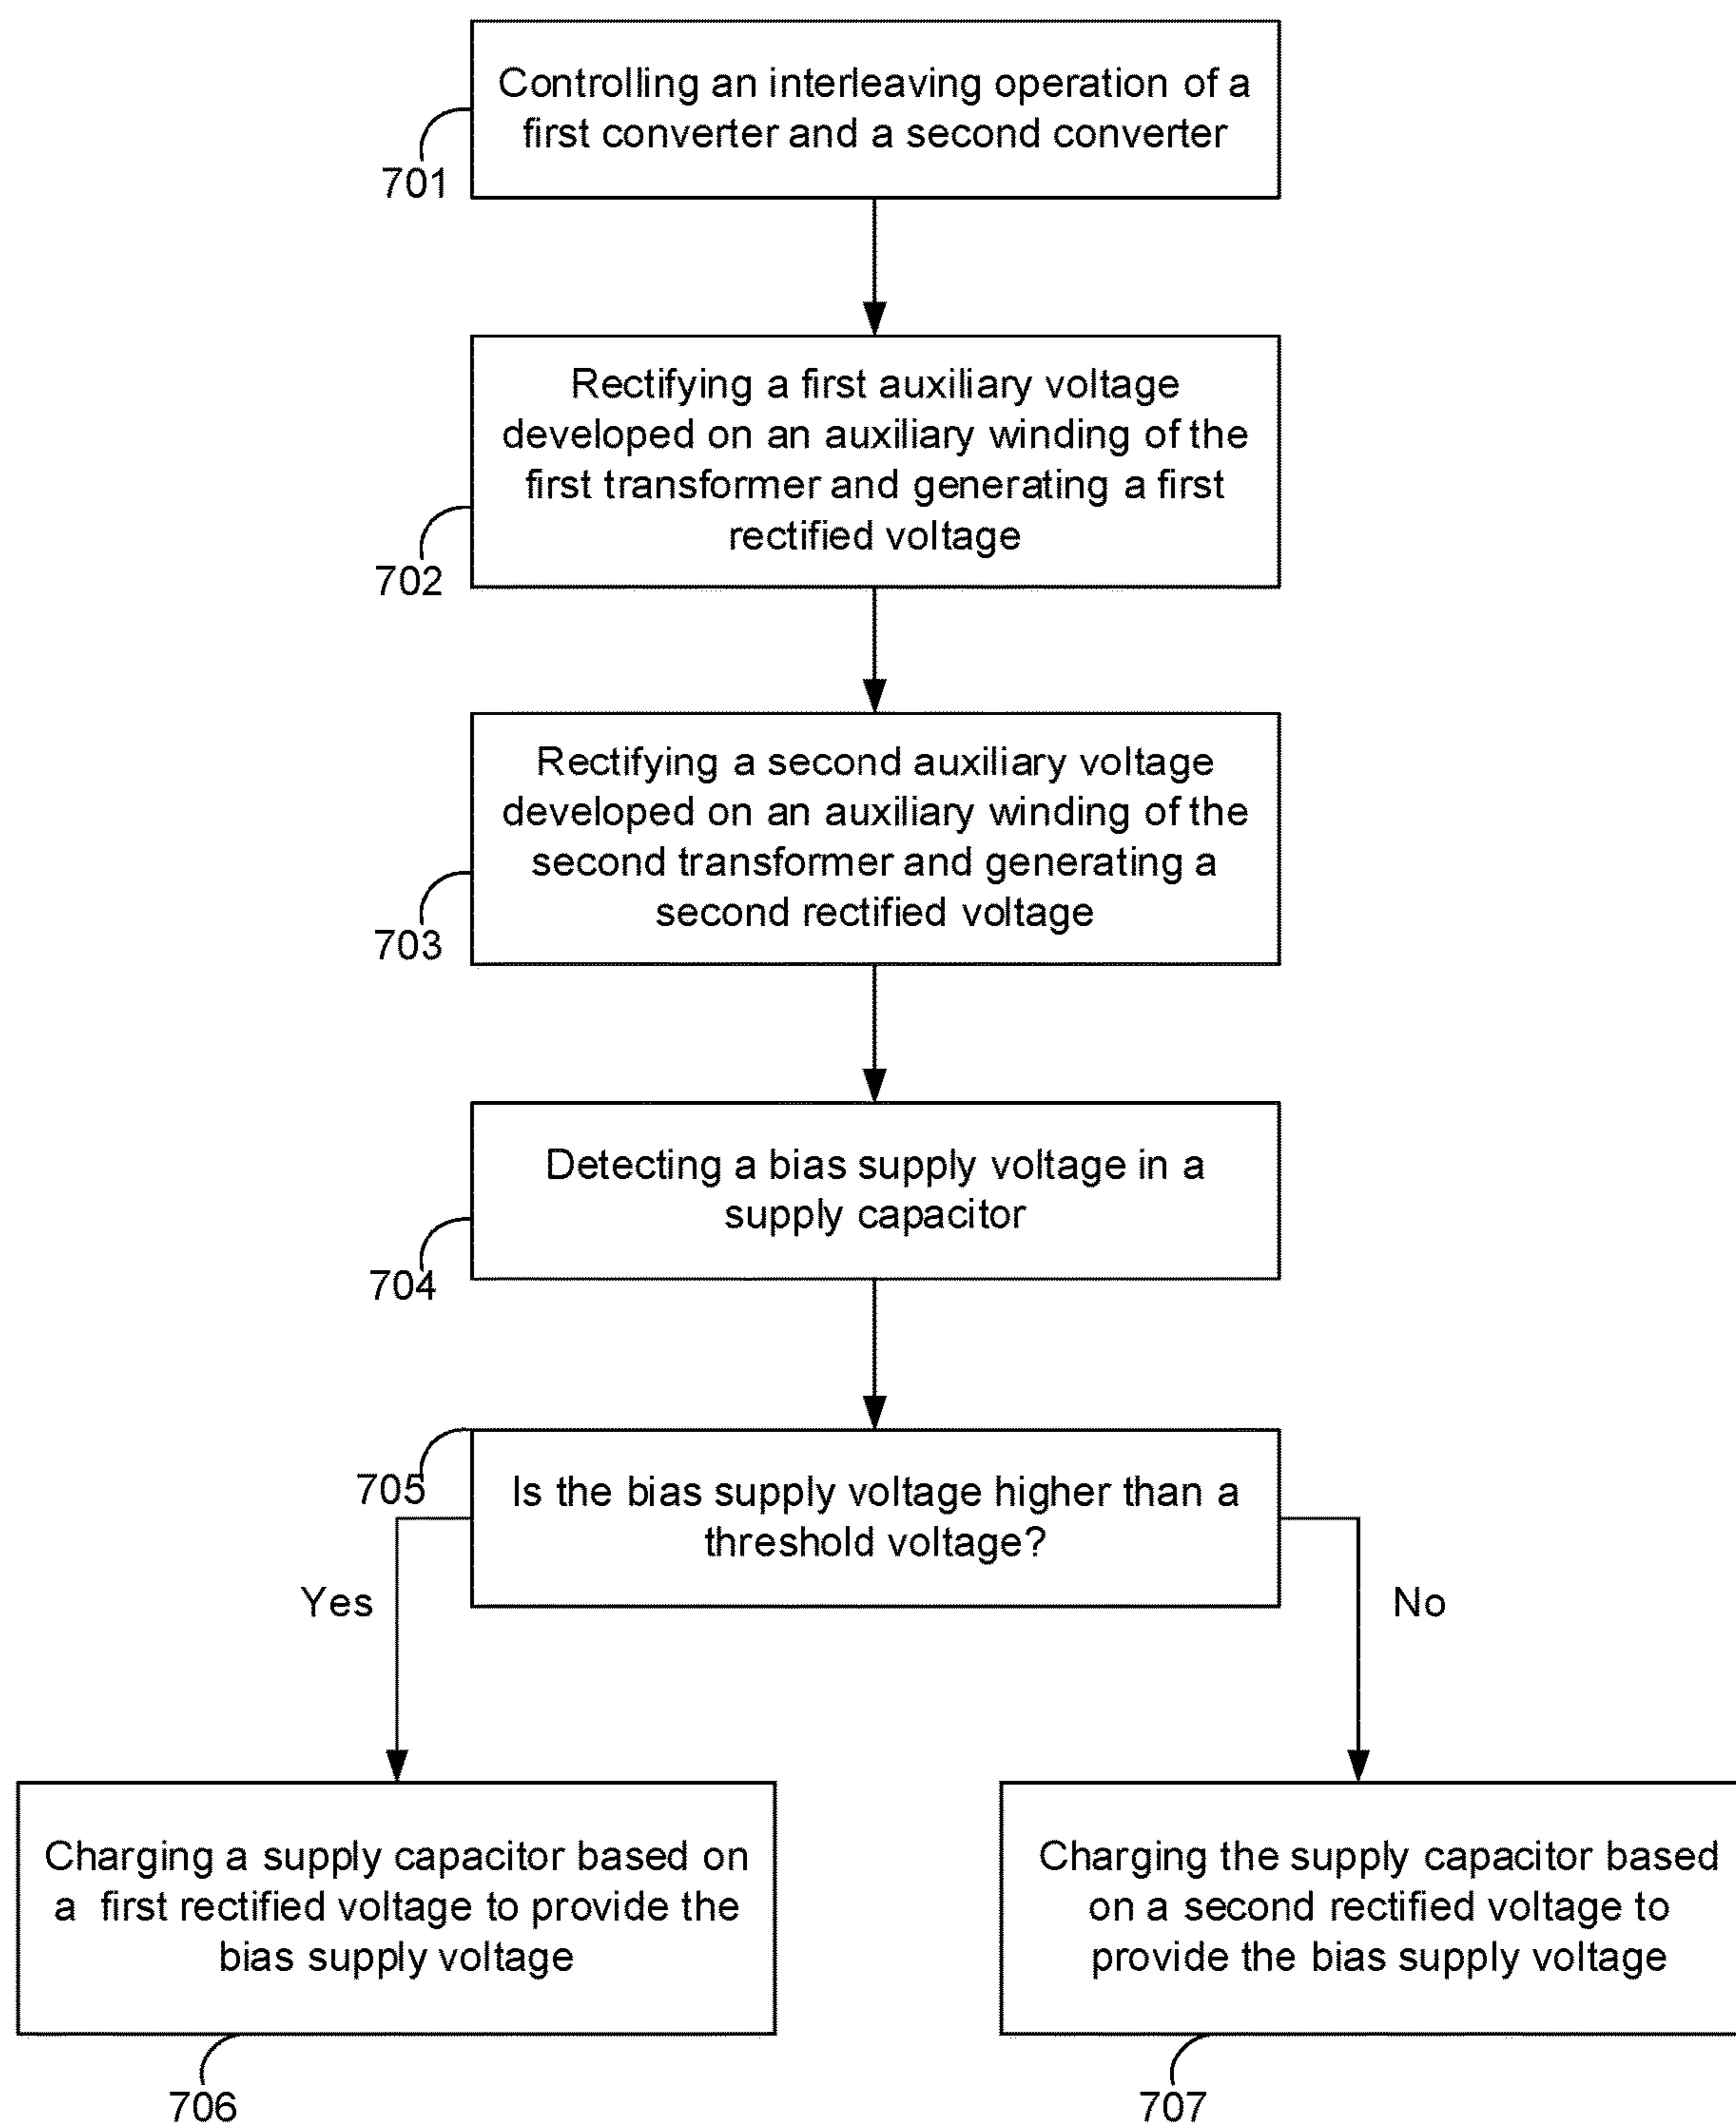 Controlling an interleaving operation of a
first converter and a second converter
701
Rectifying a first auxiliary voltage
developed on an auxiliary winding of the
first transformer and generating a first
rectified voltage
702
Rectifying a second auxiliary voltage
developed on an auxiliary winding of the
second transformer and generating a
second rectified voltage
703
Detecting a bias supply voltage in a
supply capacitor
704
705
Is the bias supply voltage higher than a
threshold voltage?
Yes
No
Charging a supply capacitor based on
a first rectified voltage to provide the
bias supply voltage
Charging the supply capacitor based
on a second rectified voltage to
provide the bias supply voltage
706
707